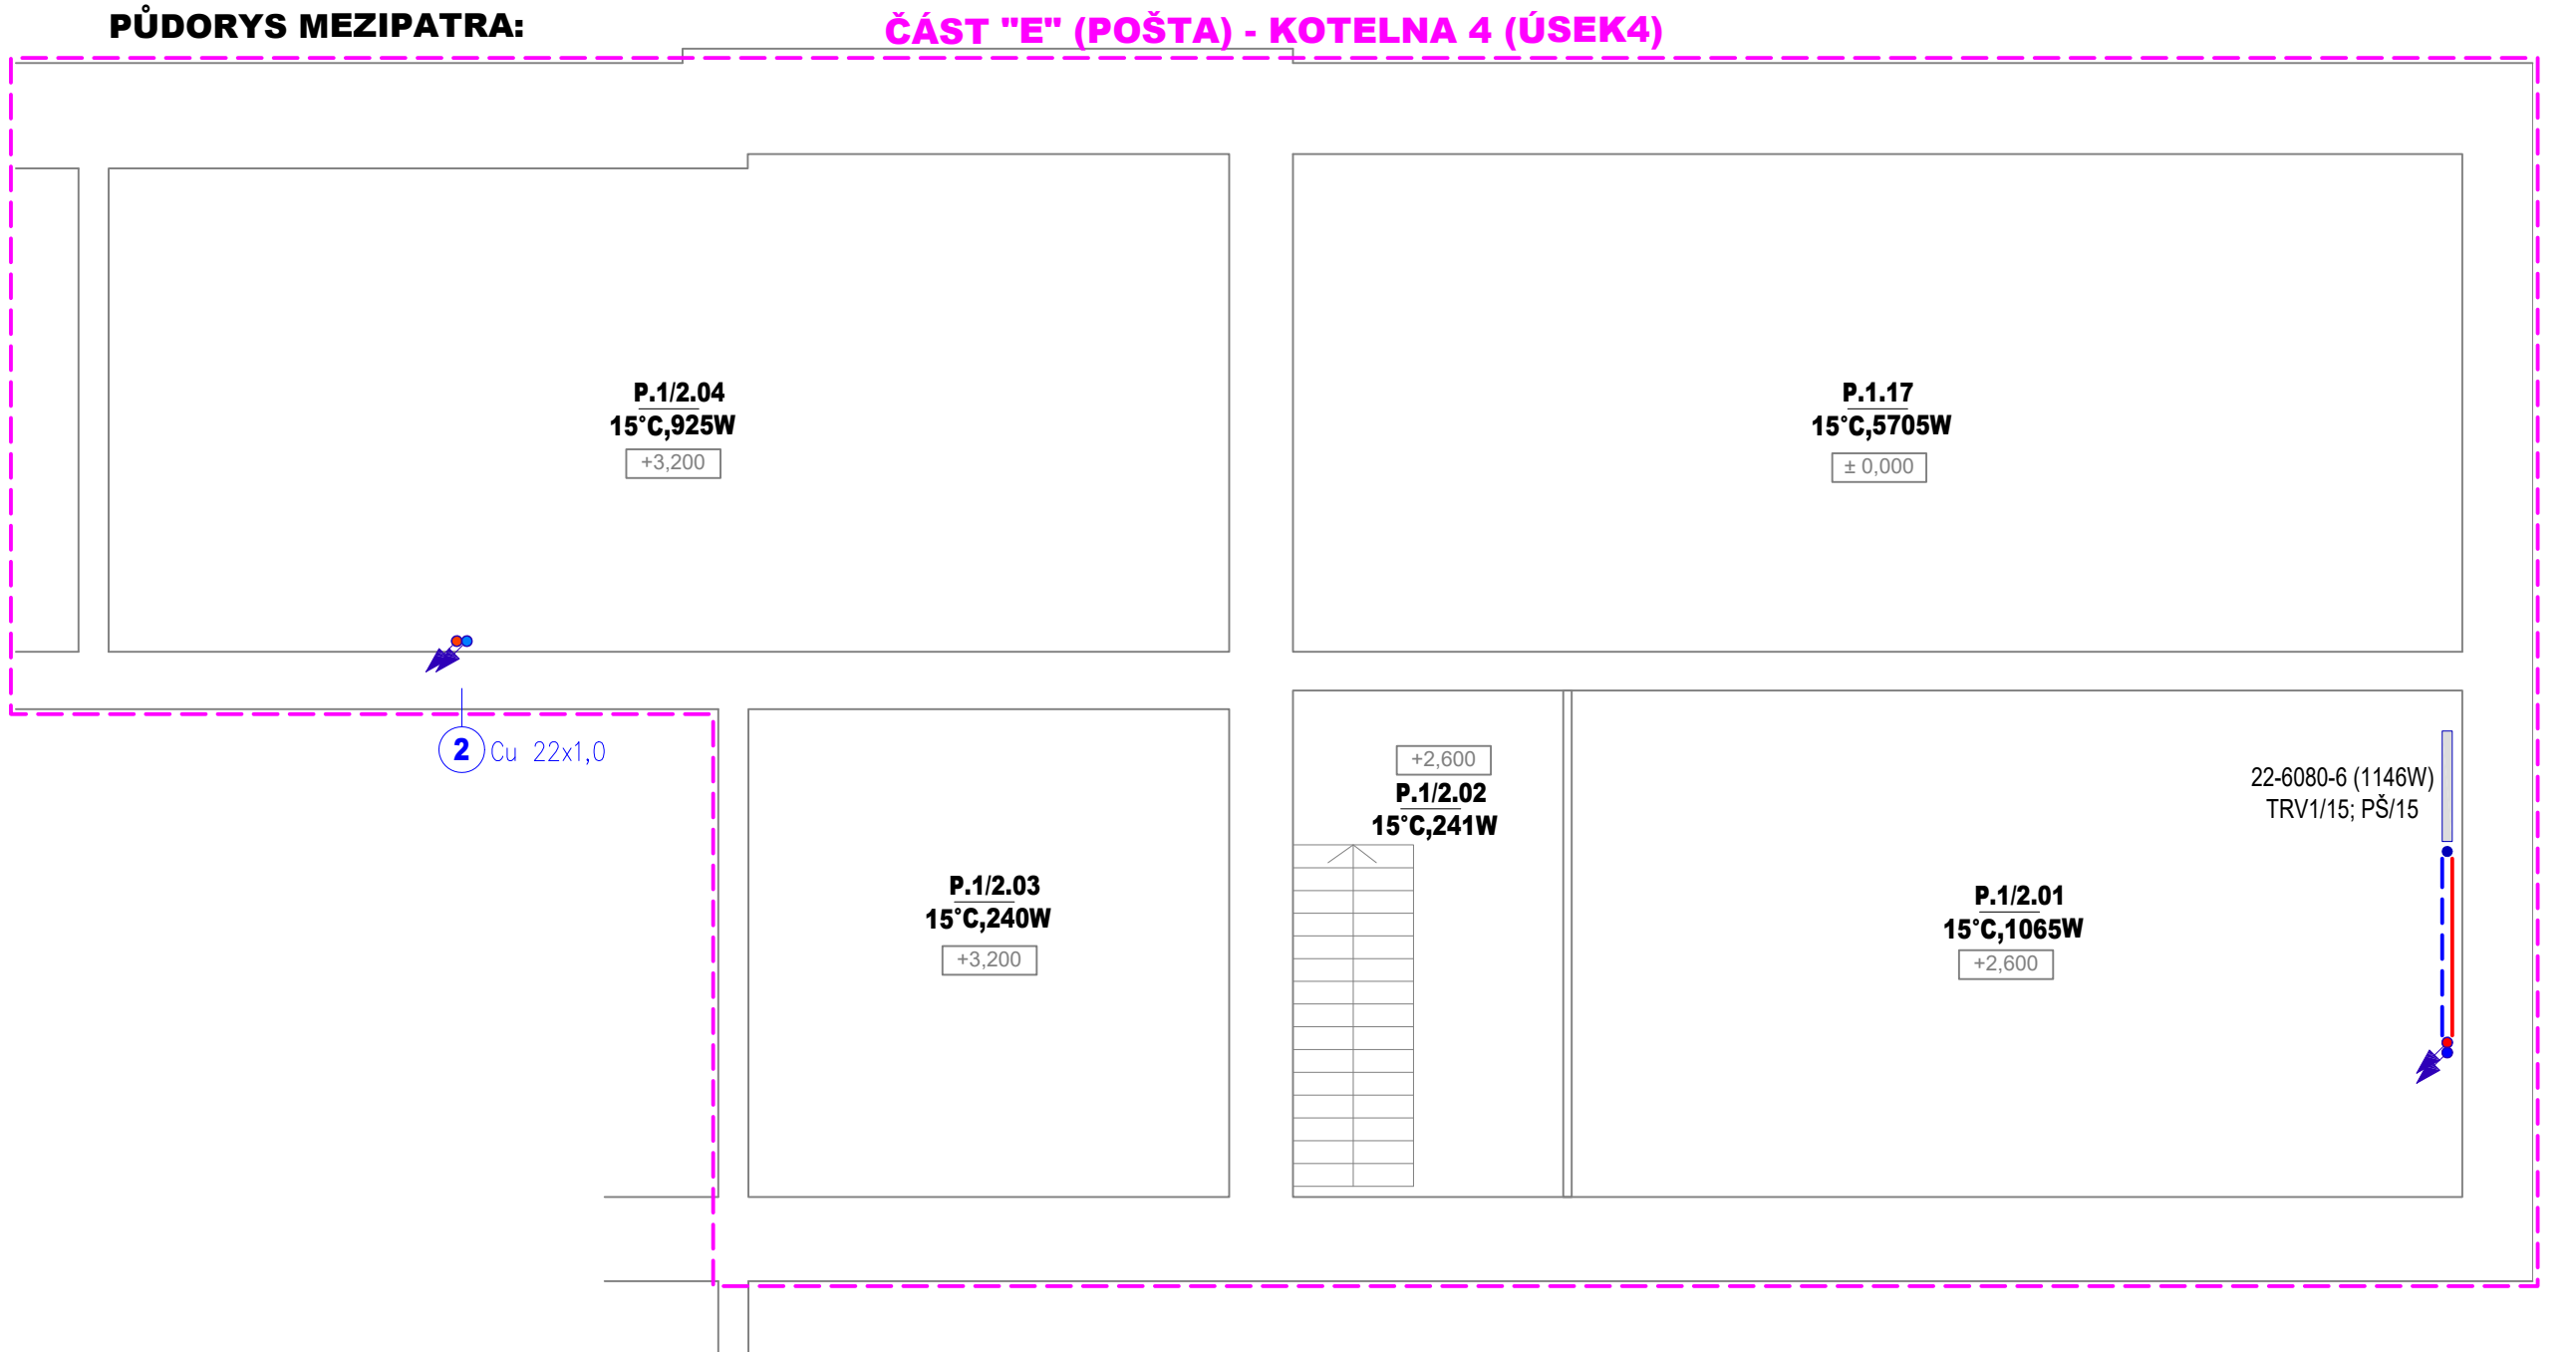 PŮDORYS MEZIPATRA:
ČÁST "E" (POŠTA) - KOTELNA 4 (ÚSEK4)
P.1/2.04
15°C,925W
+3,200
P.1.17
15°C,5705W
± 0,000
2 Cu 22x1,0
+2,600
P.1/2.02
15°C,241W
22-6080-6 (1146W)
TRV1/15; PŠ/15
P.1/2.03
15°C,240W
+3,200
P.1/2.01
15°C,1065W
+2,600